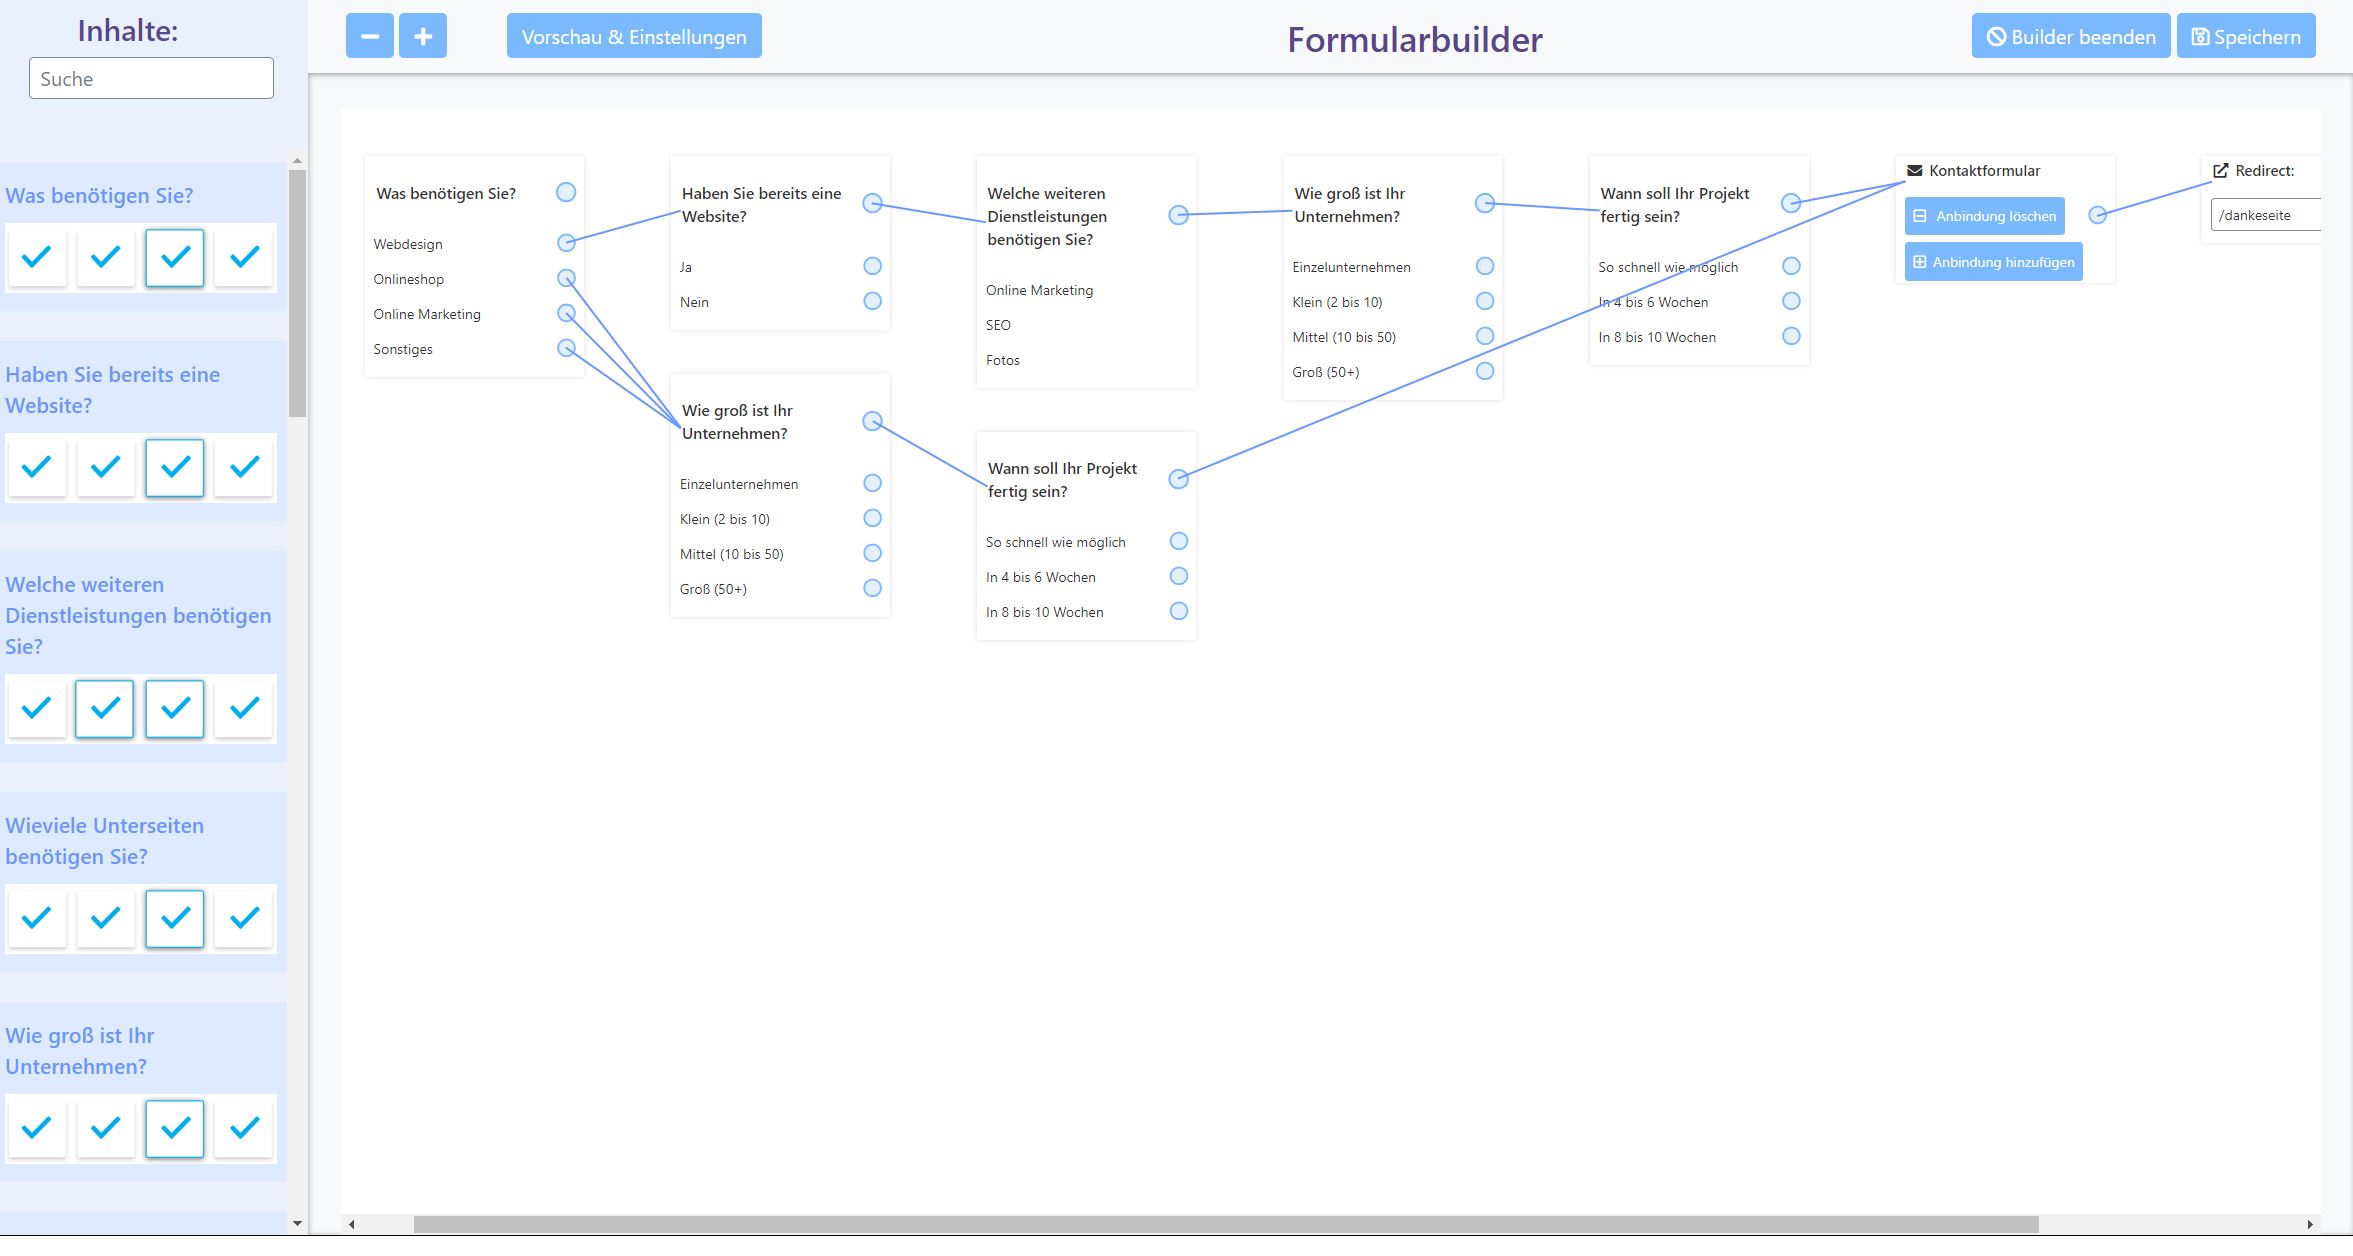 Inhalte:
Suche
Was benötigen Sie?
Haben Sie bereits eine
Website?
Welche weiteren
Dienstleistungen benötigen
Sie?
Wieviele Unterseiten
benötigen Sie?
Wie groß ist Ihr
Unternehmen?
Vorschau & Einstellungen
Formularbuilder
Builder beenden
Speichern
Was benötigen Sie?
Webdesign
Onlineshop
Online Marketing
Sonstiges
Haben Sie bereits eine
Website?
Ja
Nein
Wie groß ist Ihr
Unternehmen?
Einzelunternehmen
Klein (2 bis 10)
Mittel (10 bis 50)
Groß (50+)
Welche weiteren
Dienstleistungen
benötigen Sie?
Online Marketing
SEO
Fotos
Wann soll Ihr Projekt
fertig sein?
So schnell wie möglich
In 4 bis 6 Wochen
In 8 bis 10 Wochen
Wie groß ist Ihr
Unternehmen?
Einzelunternehmen
Klein (2 bis 10)
Mittel (10 bis 50)
Groß (50+)
Wann soll Ihr Projekt
fertig sein?
So schnell wie möglich
In 4 bis 6 Wochen
In 8 bis 10 Wochen
Kontaktformular
Anbindung löschen
Anbindung hinzufügen
Redirect:
/dankeseite